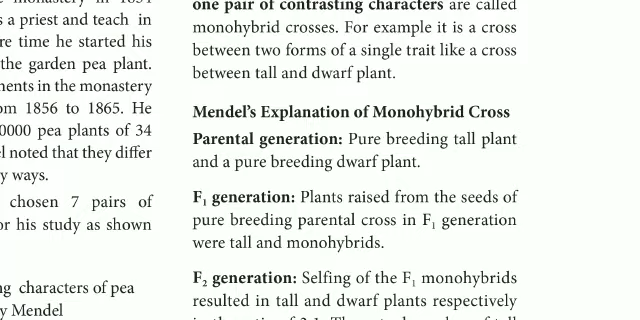 s a priest and teach in
re time he started his
the garden pea plant.
ments in the monastery
om 1856 to 1865. He
0000 pea plants of 34
el noted that they differ
y ways.
chosen 7 pairs of
or his study as shown
ng characters of pea
y Mendel
one pair of contrasting characters are called
monohybrid crosses. For example it is a cross
between two forms of a single trait like a cross
between tall and dwarf plant.
Mendel's Explanation of Monohybrid Cross
Parental generation: Pure breeding tall plant
and a pure breeding dwarf plant.
F₁ generation: Plants raised from the seeds of
pure breeding parental cross in F₁ generation
were tall and monohybrids.
F₂ generation: Selfing of the F₁ monohybrids
resulted in tall and dwarf plants respectively